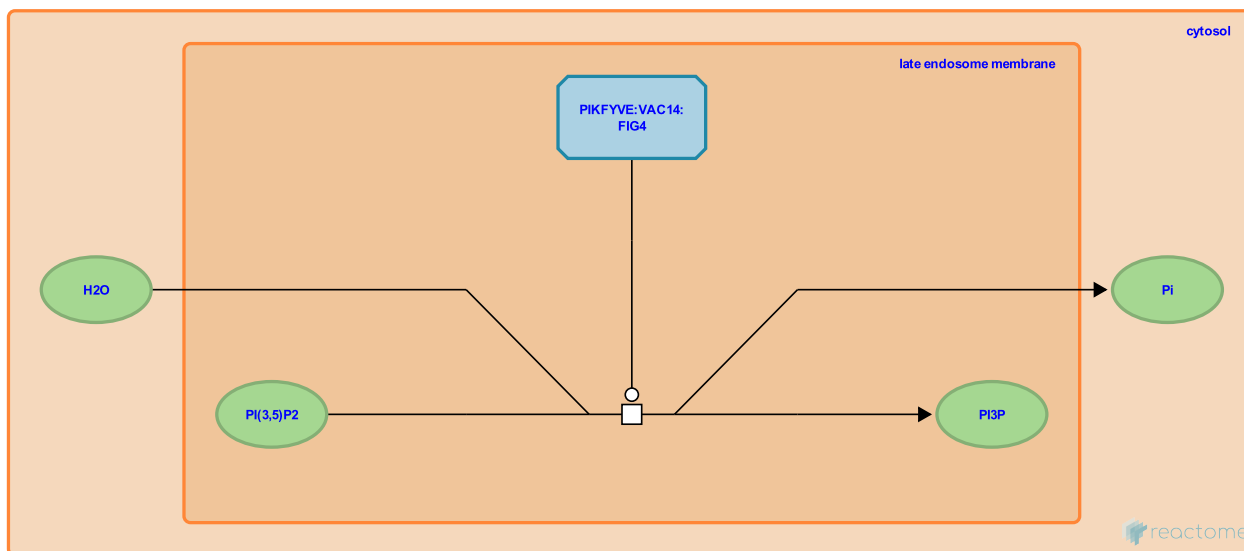 cytosol
late endosome membrane
PIKFYVE:VAC14:
FIG4
H2O
Pi
PI(3,5)P2
PI3P
reactome